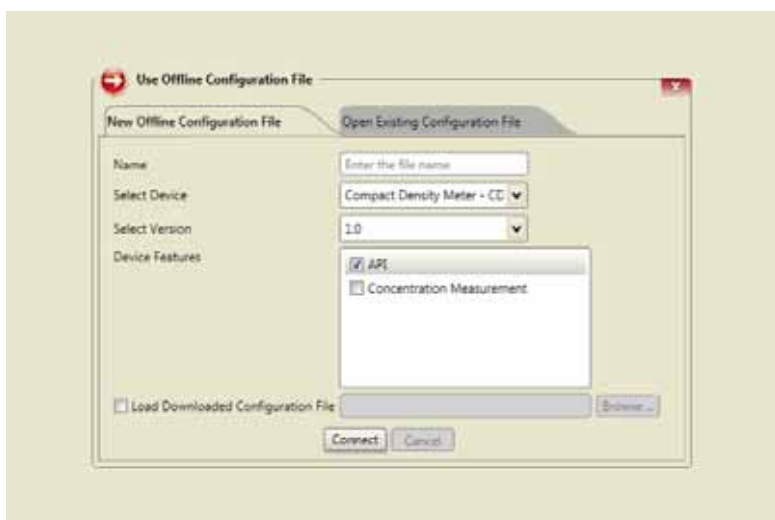 Use Offline Configuration File
New Offline Configuration File
Open Existing Configuration File
Name
Enter the file name
Select Device
Compact Density Meter - CD
Select Version
1.0
Device Features
API
Concentration Measurement
Load Downloaded Configuration File
Browse...
Connect
Cancel